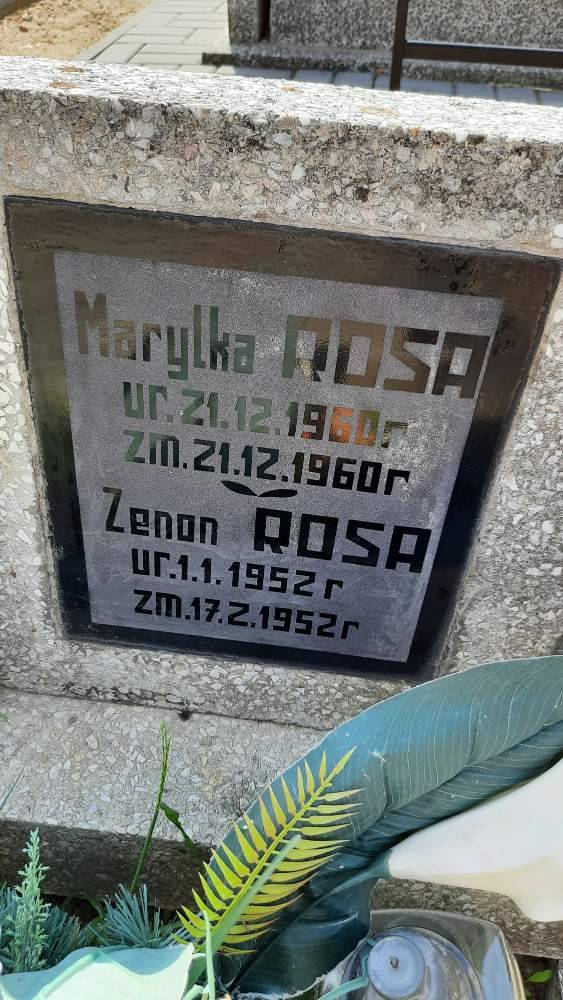 Marylka ROSA
ur. 21.12.1960r
zm. 21.12.1960r
Zenon ROSA
ur. 1.1.1952r
zm. 17.2.1952r